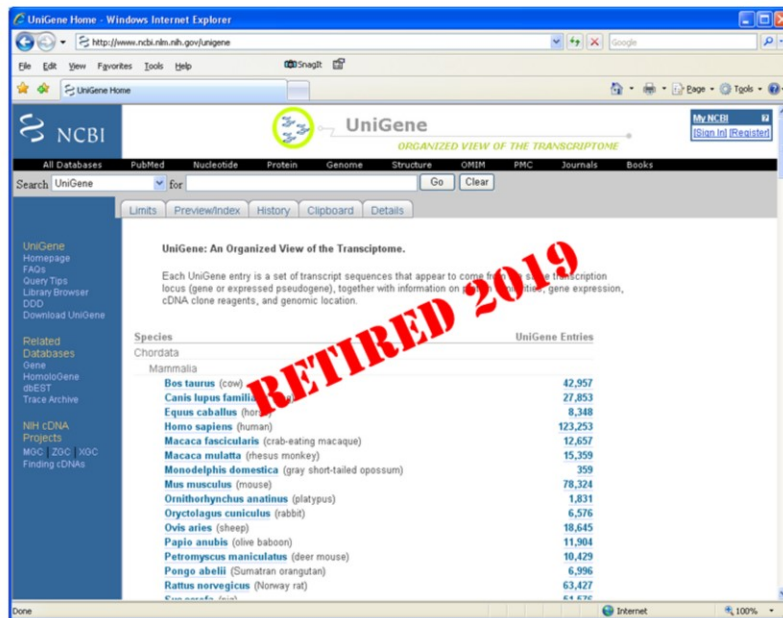 UniGene Home - Windows Internet Explorer
http://www.ncbi.nlm.nih.gov/unigene
Google
File Edit View Favorites Tools Help
SnagIt
UniGene Home
Page Tools
NCBI
UniGene
ORGANIZED VIEW OF THE TRANSCRIPTOME
My NCBI
[Sign In] [Register]
All Databases PubMed Nucleotide Protein Genome Structure OMIM PMC Journals Books
Search UniGene for Go Clear
Limits Preview/Index History Clipboard Details
UniGene
Homepage
FAQs
Query Tips
Library Browser
DDD
Download UniGene
Related
Databases
Gene
HomoloGene
dbEST
Trace Archive
NIH cDNA
Projects
MGC ZGC XGC
Finding cDNAs
UniGene: An Organized View of the Transciptome.
Each UniGene entry is a set of transcript sequences that appear to come from the same transcription
locus (gene or expressed pseudogene), together with information on protein similarities, gene expression,
cDNA clone reagents, and genomic location.
RETIRED 2019
Species UniGene Entries
Chordata
Mammalia
Bos taurus (cow) 42,957
Canis lupus 27,853
Equus caballus 8,348
Homo sapiens (human) 123,253
Macaca fascicularis (crab-eating macaque) 12,657
Macaca mulatta (rhesus monkey) 15,359
Monodelphis domestica (gray short-tailed opossum) 359
Mus musculus (mouse) 78,324
Ornithorhynchus anatinus (platypus) 1,831
Oryctolagus cuniculus (rabbit) 6,576
Ovis aries (sheep) 18,645
Papio anubis (olive baboon) 11,904
Petromyscus maniculatus (deer mouse) 10,429
Pongo abelii (Sumatran orangutan) 6,996
Rattus norvegicus (Norway rat) 63,427
Done Internet 100%